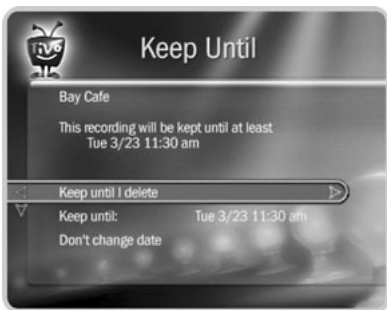 TiVo
Keep Until
Bay Cafe
This recording will be kept until at least
Tue 3/23 11:30 am
Keep until I delete
Keep until: Tue 3/23 11:30 am
Don't change date